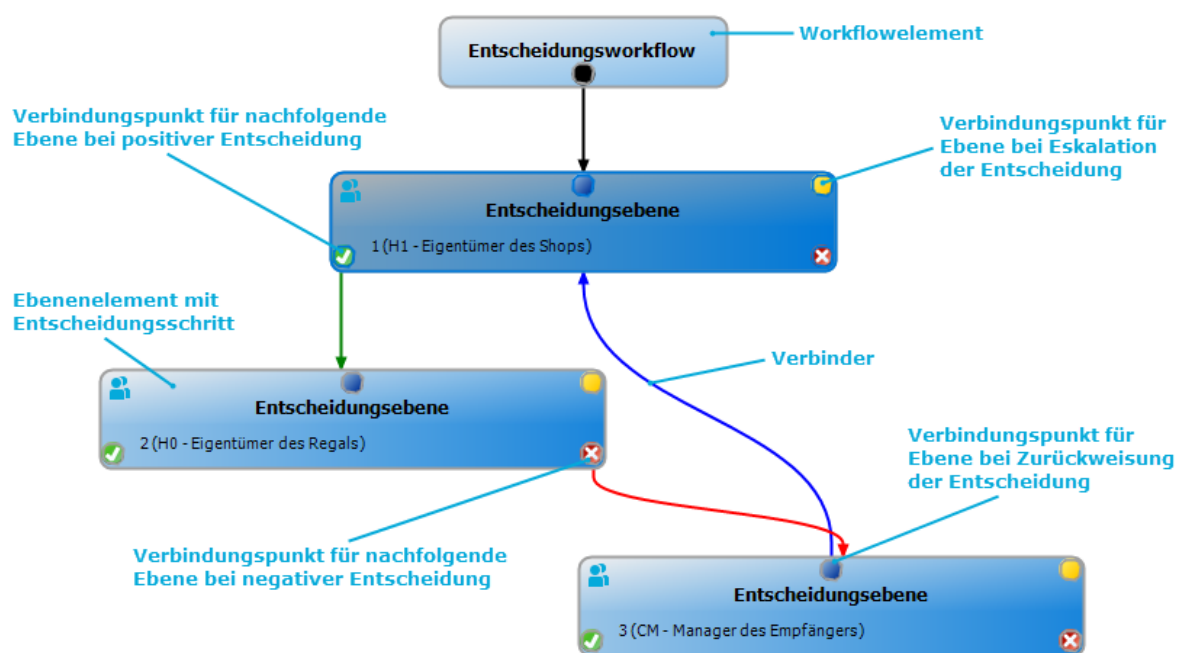 Entscheidungsworkflow
Workflowelement
Verbindungspunkt für nachfolgende
Ebene bei positiver Entscheidung
Verbindungspunkt für
Ebene bei Eskalation
der Entscheidung
Entscheidungsebene
1 (H1 - Eigentümer des Shops)
Ebenenelement mit
Entscheidungsschritt
Verbinder
Entscheidungsebene
2 (H0 - Eigentümer des Regals)
Verbindungspunkt für
Ebene bei Zurückweisung
der Entscheidung
Verbindungspunkt für nachfolgende
Ebene bei negativer Entscheidung
Entscheidungsebene
3 (CM - Manager des Empfängers)